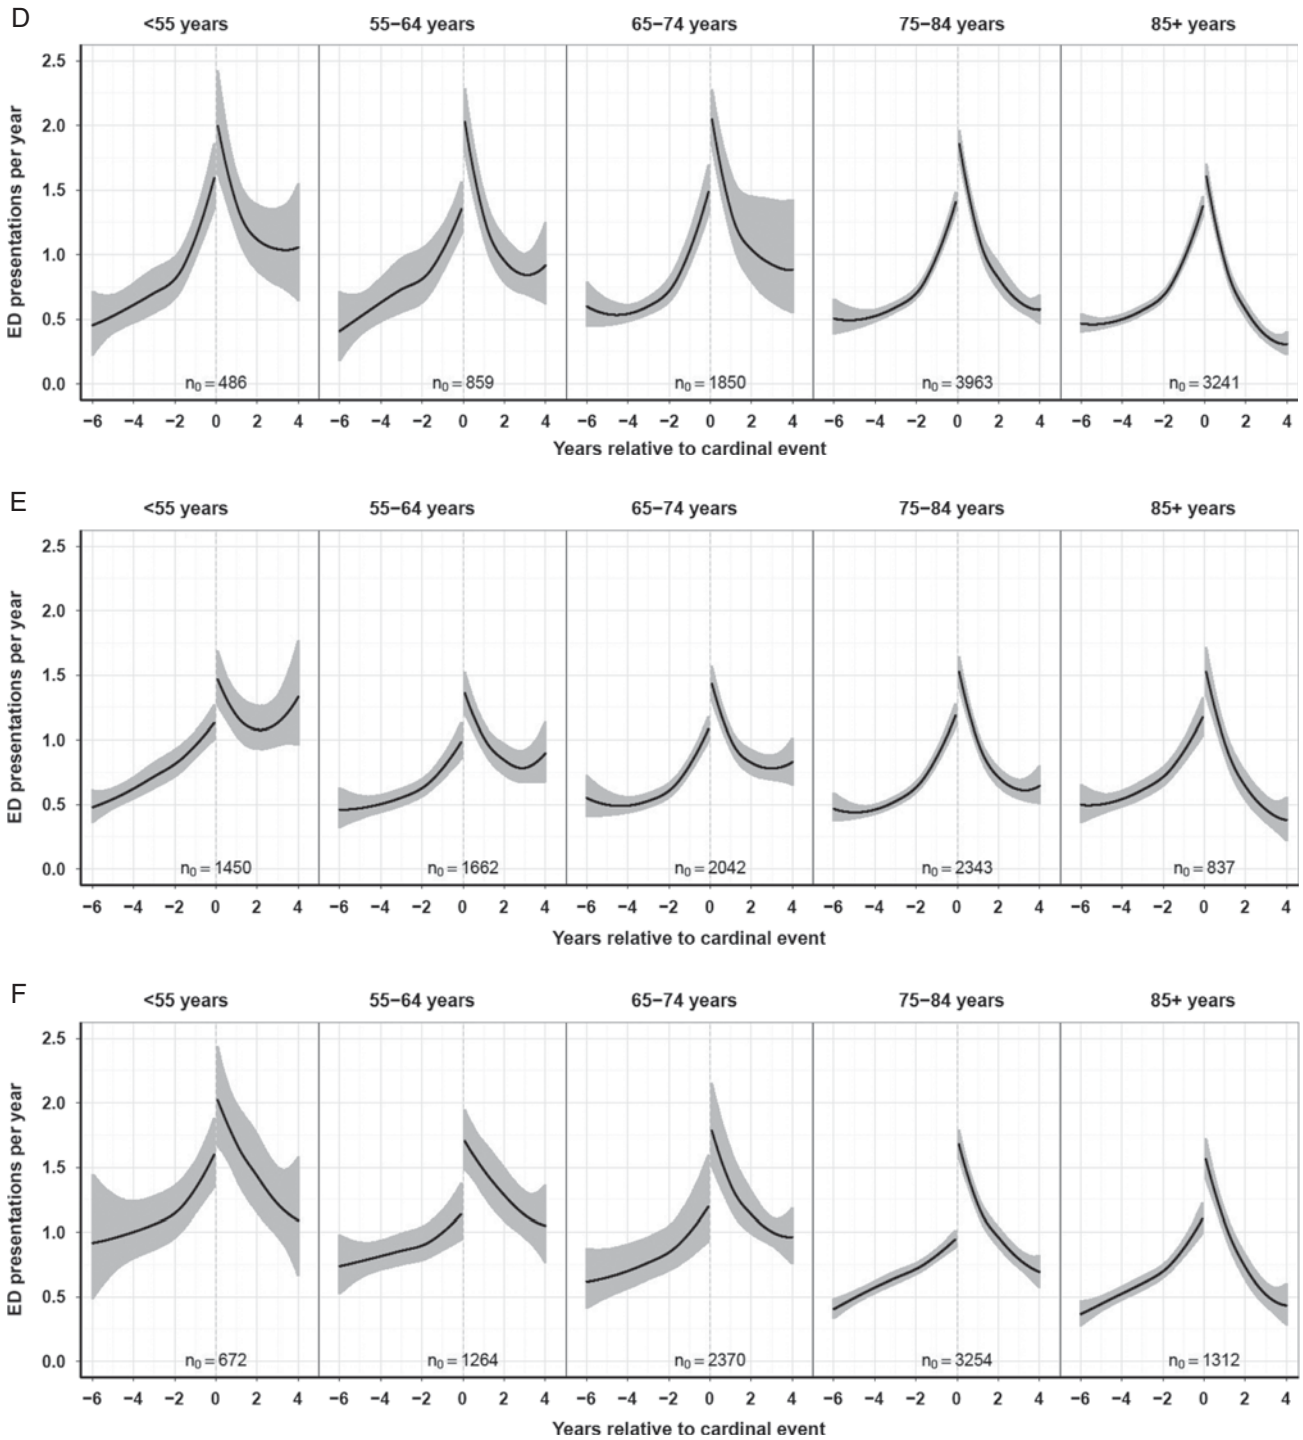 D
<55 years 55−64 years 65−74 years 75−84 years 85+ years
ED presentations per year
2.5
2.0
1.5
1.0
0.5
0.0
n0 = 486 n0 = 859 n0 = 1850 n0 = 3963 n0 = 3241
−6 −4 −2 0 2 4 −6 −4 −2 0 2 4 −6 −4 −2 0 2 4 −6 −4 −2 0 2 4 −6 −4 −2 0 2 4
Years relative to cardinal event
E
<55 years 55−64 years 65−74 years 75−84 years 85+ years
ED presentations per year
2.5
2.0
1.5
1.0
0.5
0.0
n0 = 1450 n0 = 1662 n0 = 2042 n0 = 2343 n0 = 837
−6 −4 −2 0 2 4 −6 −4 −2 0 2 4 −6 −4 −2 0 2 4 −6 −4 −2 0 2 4 −6 −4 −2 0 2 4
Years relative to cardinal event
F
<55 years 55−64 years 65−74 years 75−84 years 85+ years
ED presentations per year
2.5
2.0
1.5
1.0
0.5
0.0
n0 = 672 n0 = 1264 n0 = 2370 n0 = 3254 n0 = 1312
−6 −4 −2 0 2 4 −6 −4 −2 0 2 4 −6 −4 −2 0 2 4 −6 −4 −2 0 2 4 −6 −4 −2 0 2 4
Years relative to cardinal event